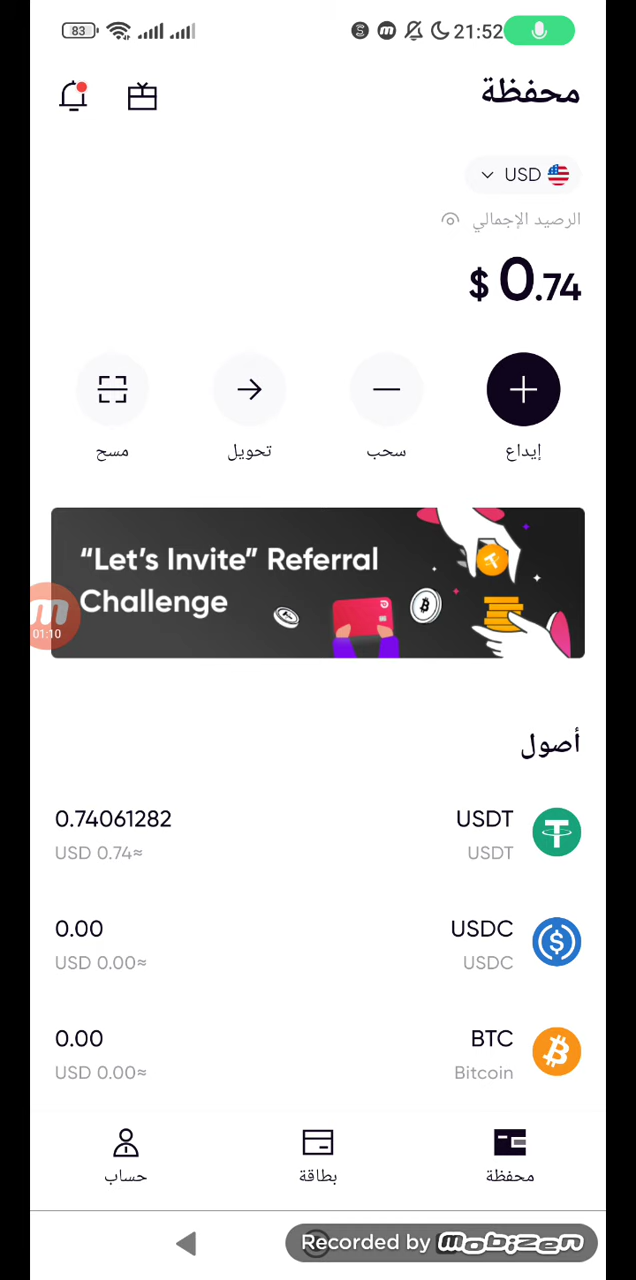 83
21:52
محفظة
USD
الرصيد الإجمالي
$ 0.74
إيداع
سحب
تحويل
مسح
“Let’s Invite” Referral
Challenge
01:10
أصول
USDT
0.74061282
USDT
≈0.74 USD
USDC
0.00
USDC
≈0.00 USD
BTC
0.00
Bitcoin
≈0.00 USD
محفظة
بطاقة
حساب
Recorded by mobizen